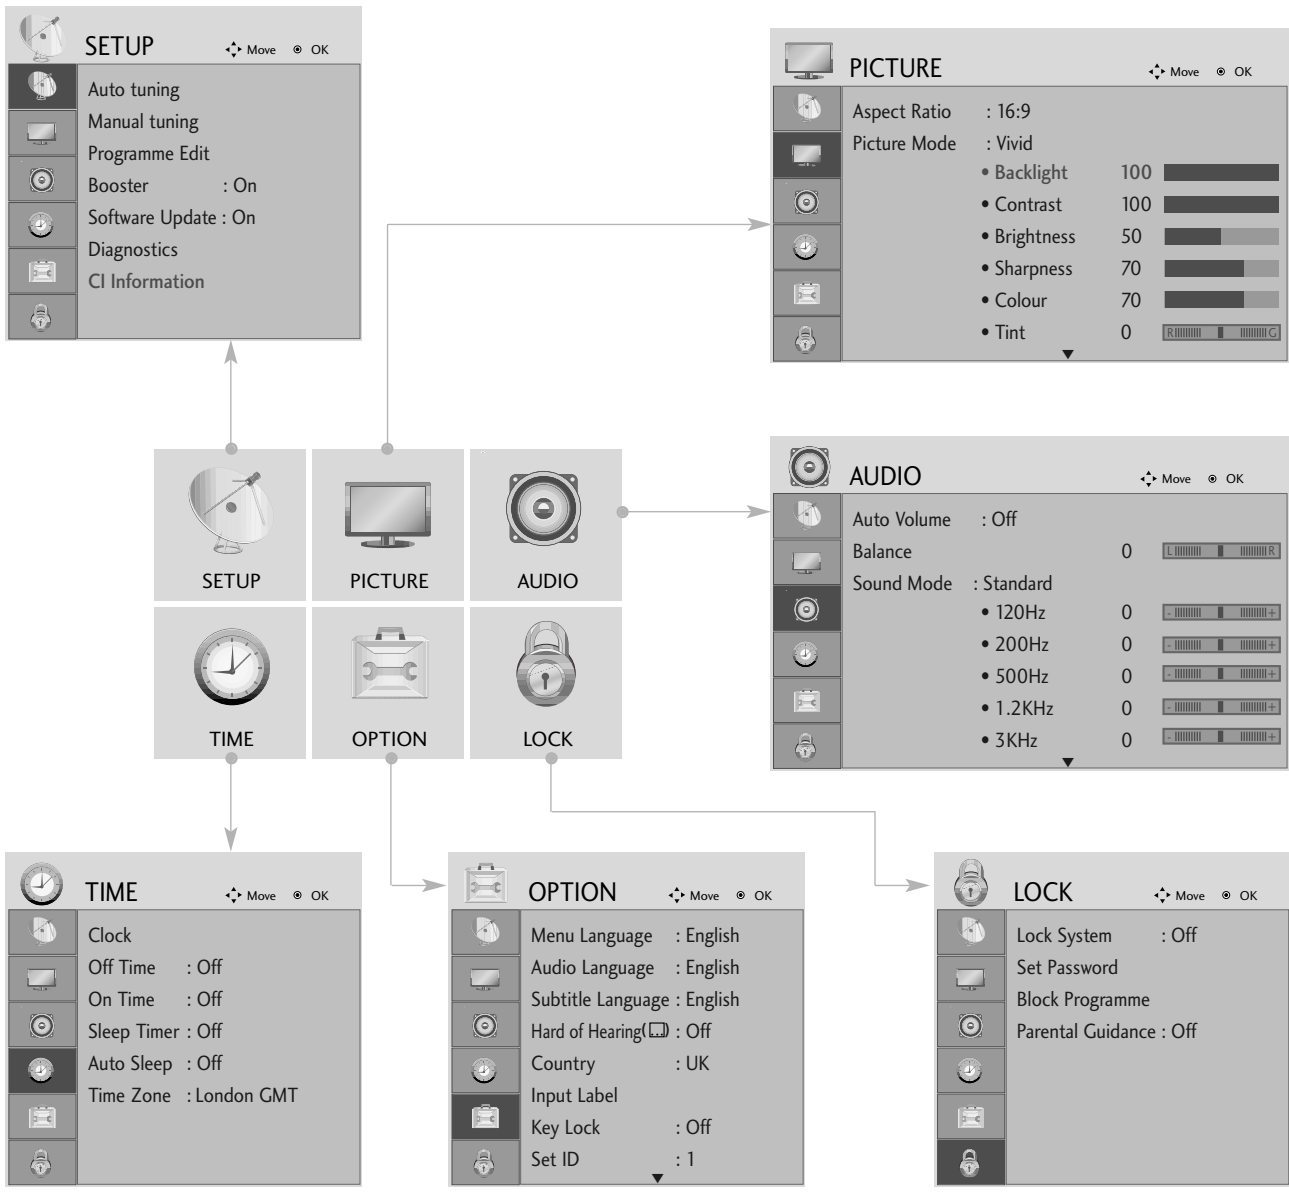 SETUP Move OK
Auto tuning
Manual tuning
Programme Edit
Booster : On
Software Update : On
Diagnostics
CI Information
PICTURE Move OK
Aspect Ratio : 16:9
Picture Mode : Vivid
• Backlight 100
• Contrast 100
• Brightness 50
• Sharpness 70
• Colour 70
• Tint 0 R G
SETUP PICTURE AUDIO
TIME OPTION LOCK
AUDIO Move OK
Auto Volume : Off
Balance 0 L R
Sound Mode : Standard
• 120Hz 0 - +
• 200Hz 0 - +
• 500Hz 0 - +
• 1.2KHz 0 - +
• 3KHz 0 - +
TIME Move OK
Clock
Off Time : Off
On Time : Off
Sleep Timer : Off
Auto Sleep : Off
Time Zone : London GMT
OPTION Move OK
Menu Language : English
Audio Language : English
Subtitle Language : English
Hard of Hearing( ) : Off
Country : UK
Input Label
Key Lock : Off
Set ID : 1
LOCK Move OK
Lock System : Off
Set Password
Block Programme
Parental Guidance : Off